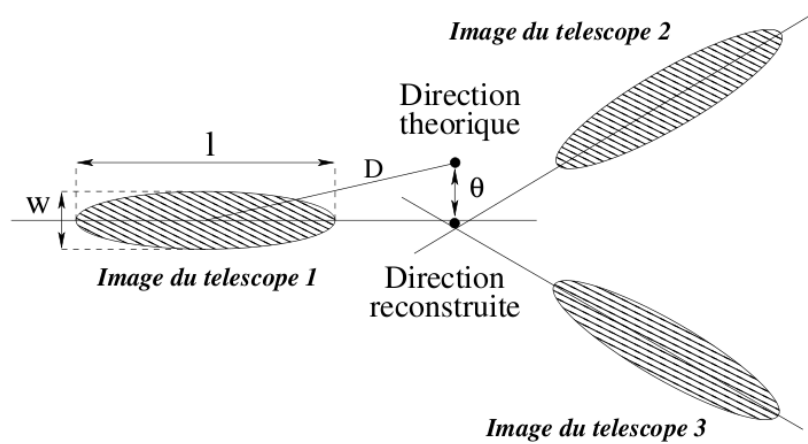 Image du telescope 2
Direction
theorique
l
D
θ
w
Image du telescope 1
Direction
reconstruite
Image du telescope 3